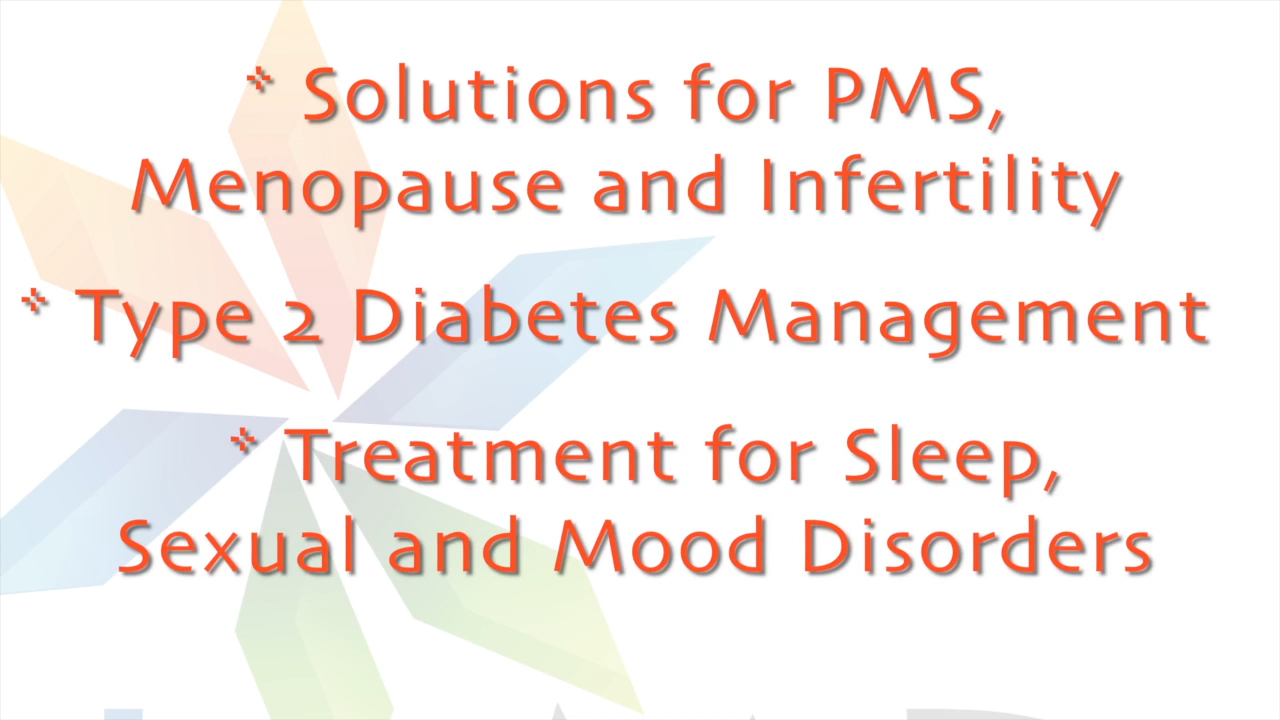 * Solutions for PMS,
Menopause and Infertility
* Type 2 Diabetes Management
* Treatment for Sleep,
Sexual and Mood Disorders